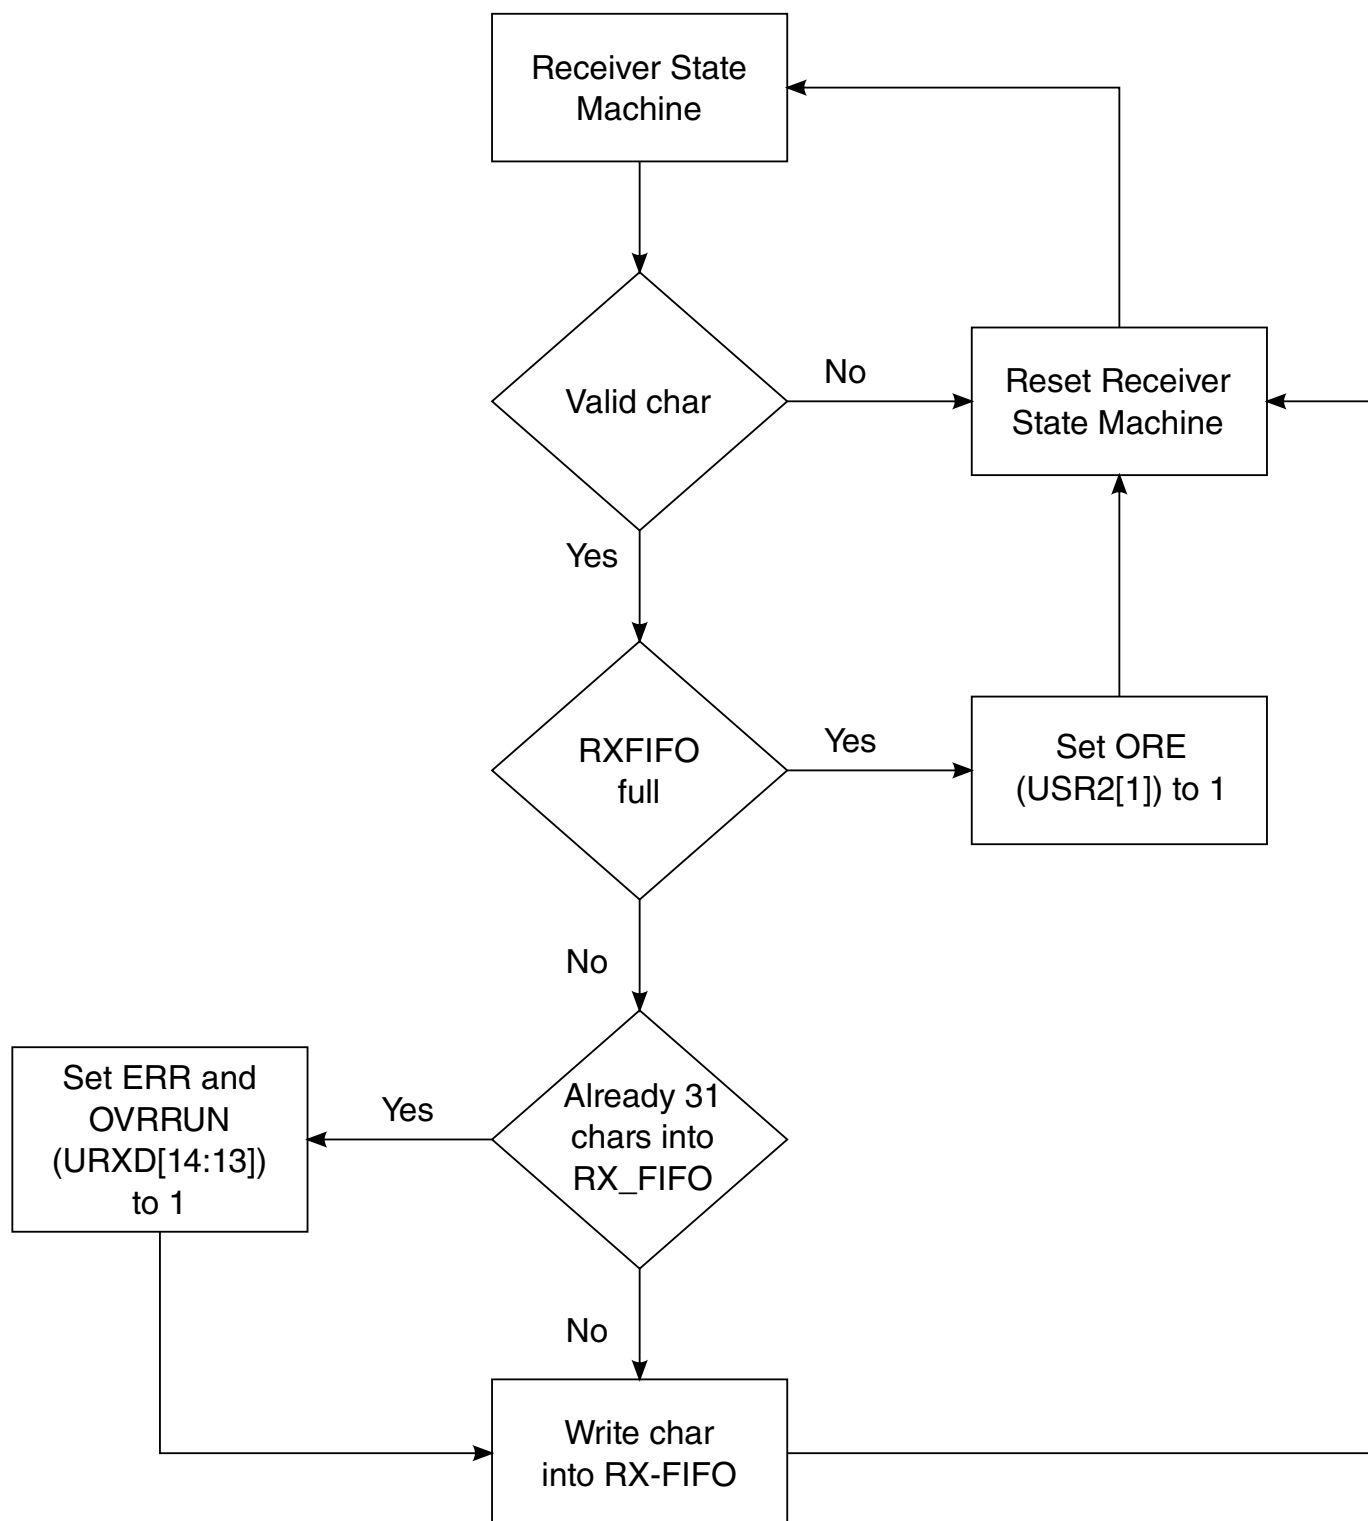 Receiver State
Machine
Valid char
No
Reset Receiver
State Machine
Yes
RXFIFO
full
Yes
Set ORE
(USR2[1]) to 1
No
Already 31
chars into
RX_FIFO
Yes
Set ERR and
OVRRUN
(URXD[14:13])
to 1
No
Write char
into RX-FIFO